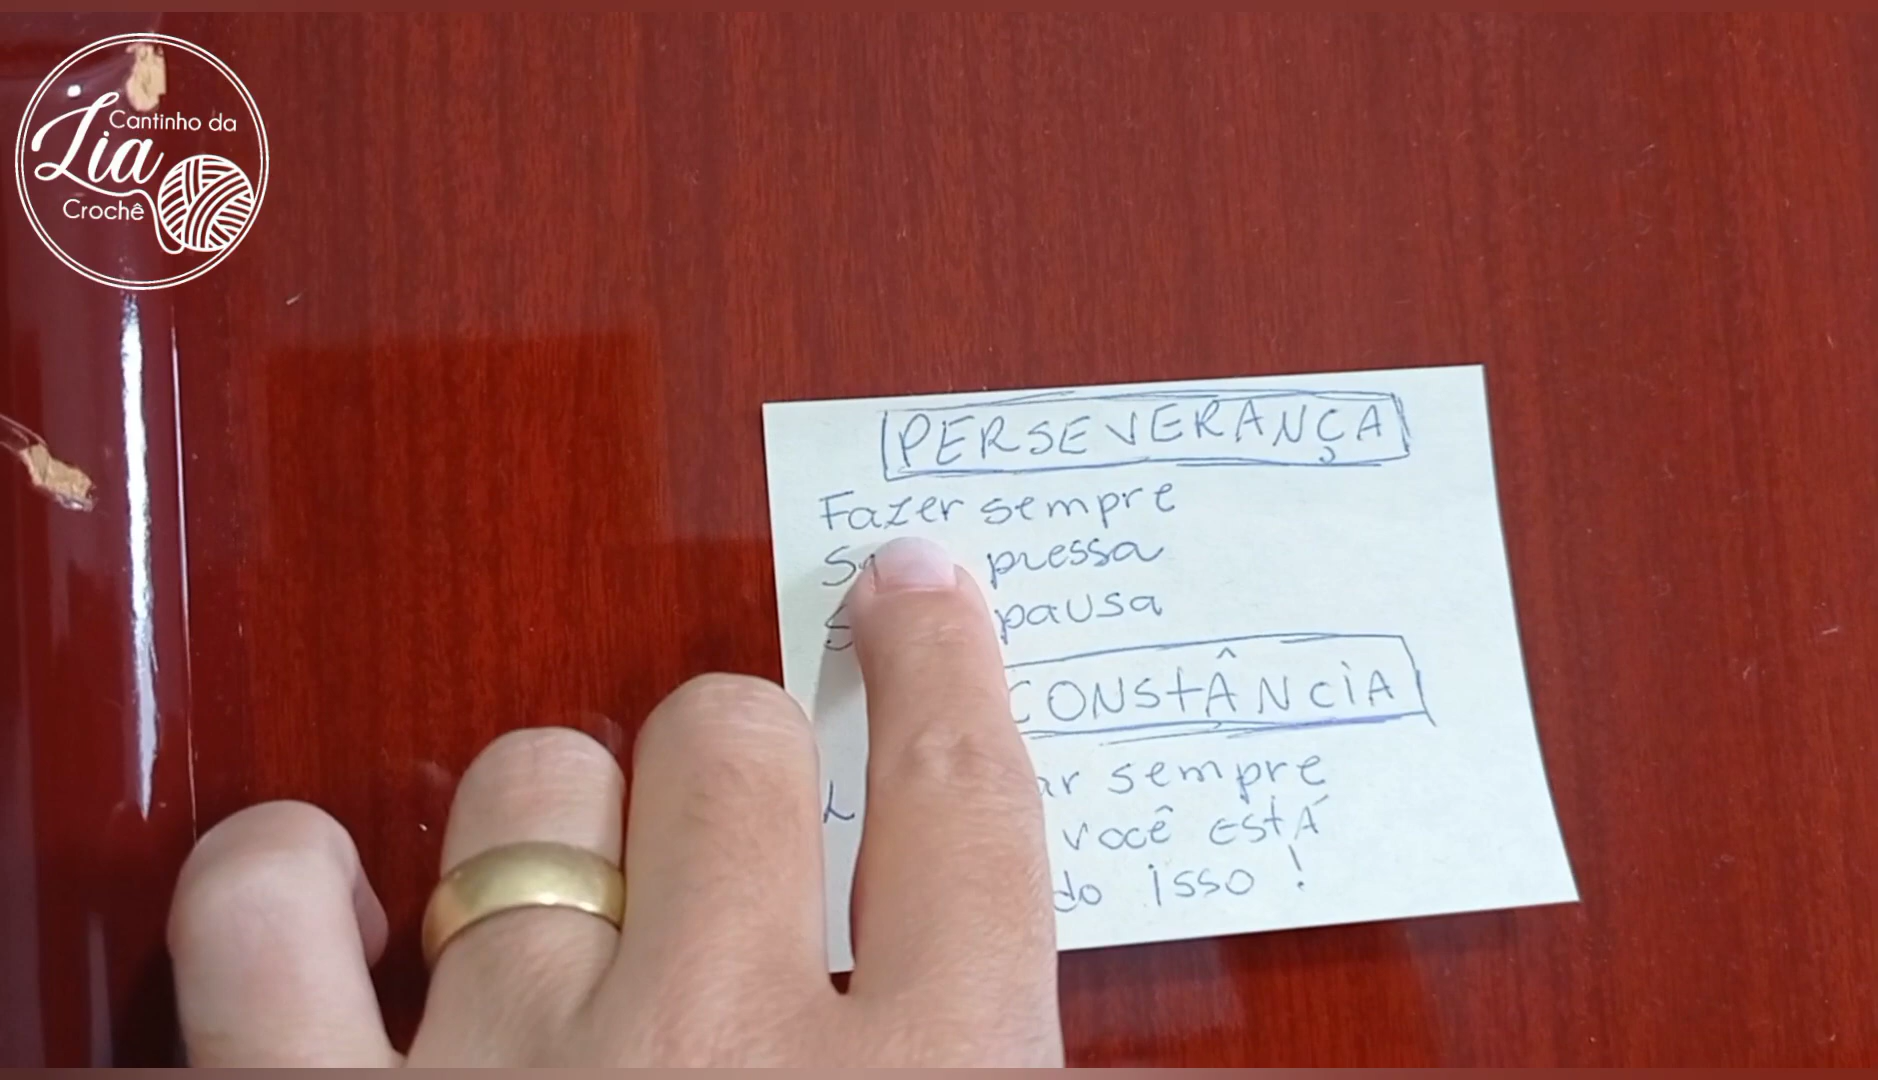 Cantinho da
Lia
Crochê
PERSEVERANÇA
Fazer sempre
pressa
pausa
CONSTÂNCIA
sempre
você está
isso!